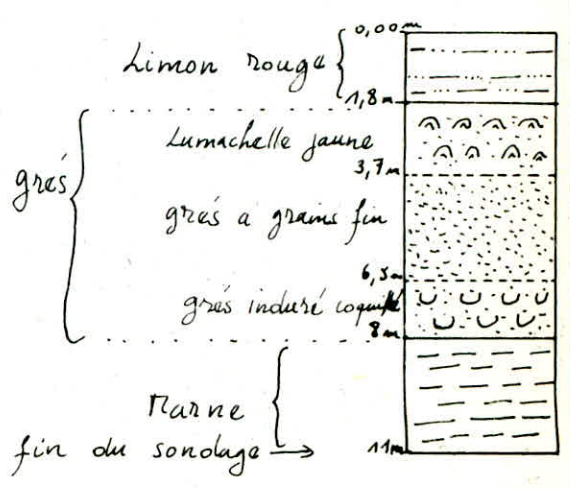 0,00m
Limon rouge
1,8m
Lumachelle jaune
3,7m
grés
grés a grains fin
6,5m
grés induré coquillé
8m
Marne
fin du sondage
11m